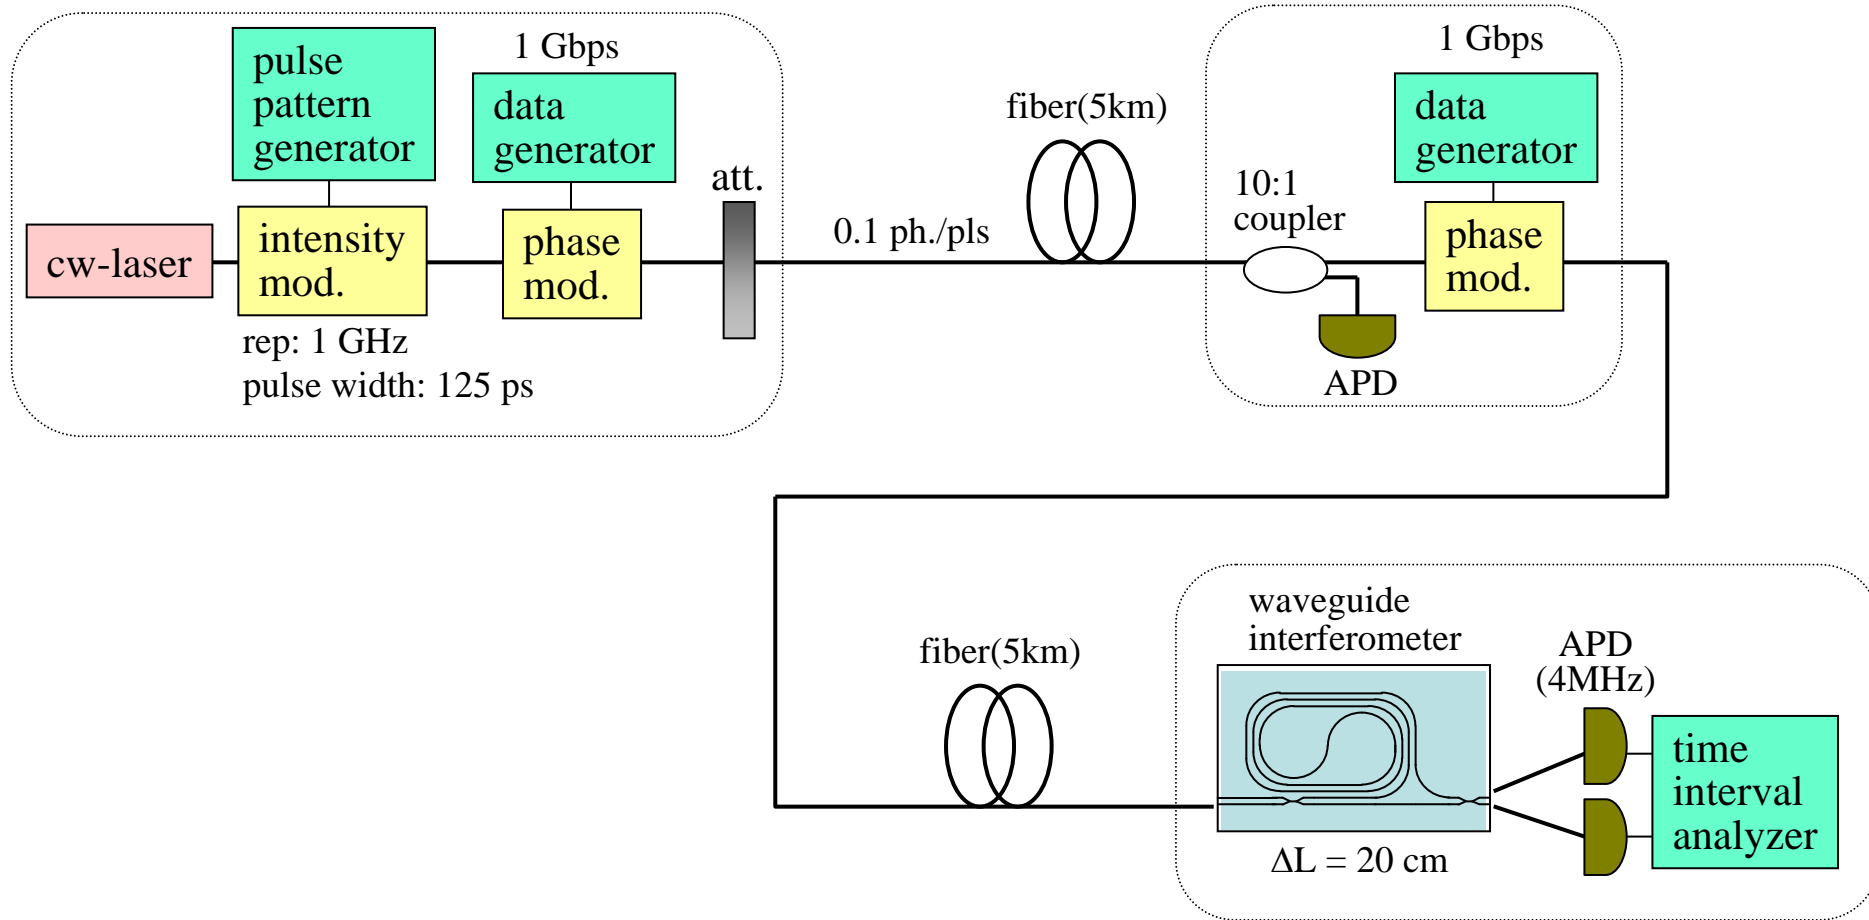 pulse
pattern
generator
1 Gbps
data
generator
att.
cw-laser
intensity
mod.
phase
mod.
rep: 1 GHz
pulse width: 125 ps
0.1 ph./pls
fiber(5km)
1 Gbps
data
generator
10:1
coupler
phase
mod.
APD
fiber(5km)
waveguide
interferometer
ΔL = 20 cm
APD
(4MHz)
time
interval
analyzer